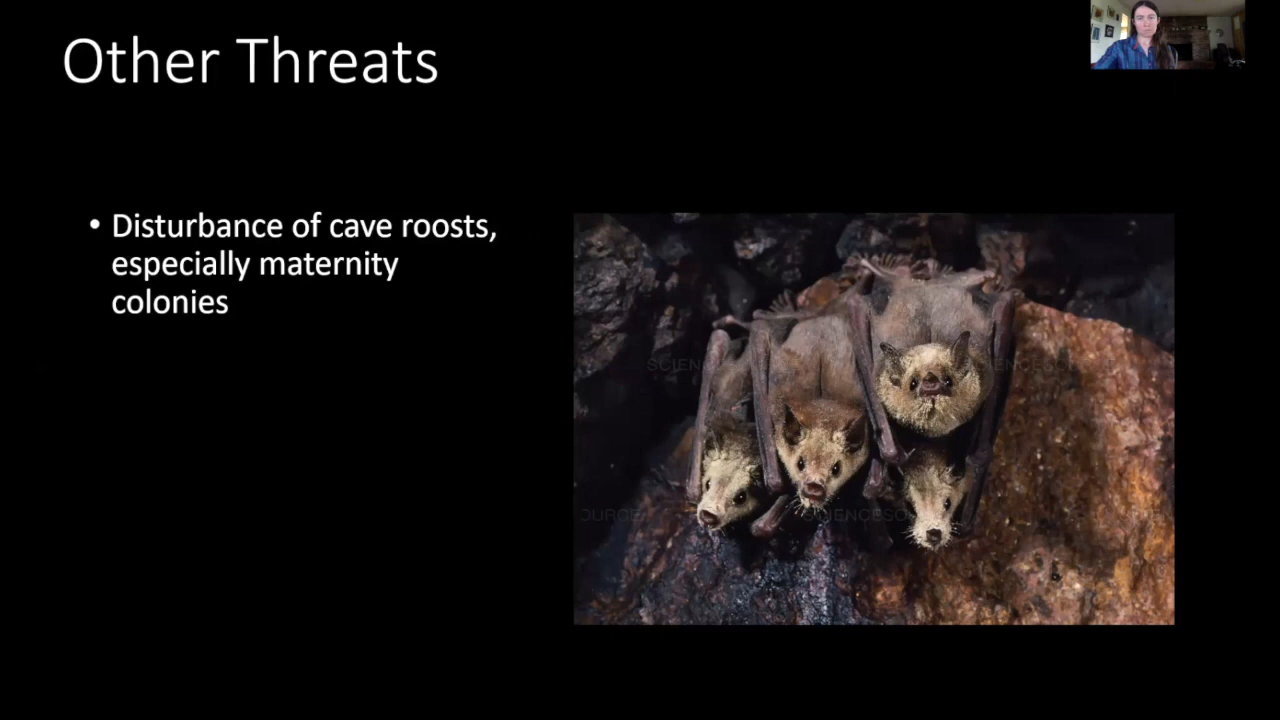 Other Threats
• Disturbance of cave roosts,
especially maternity
colonies